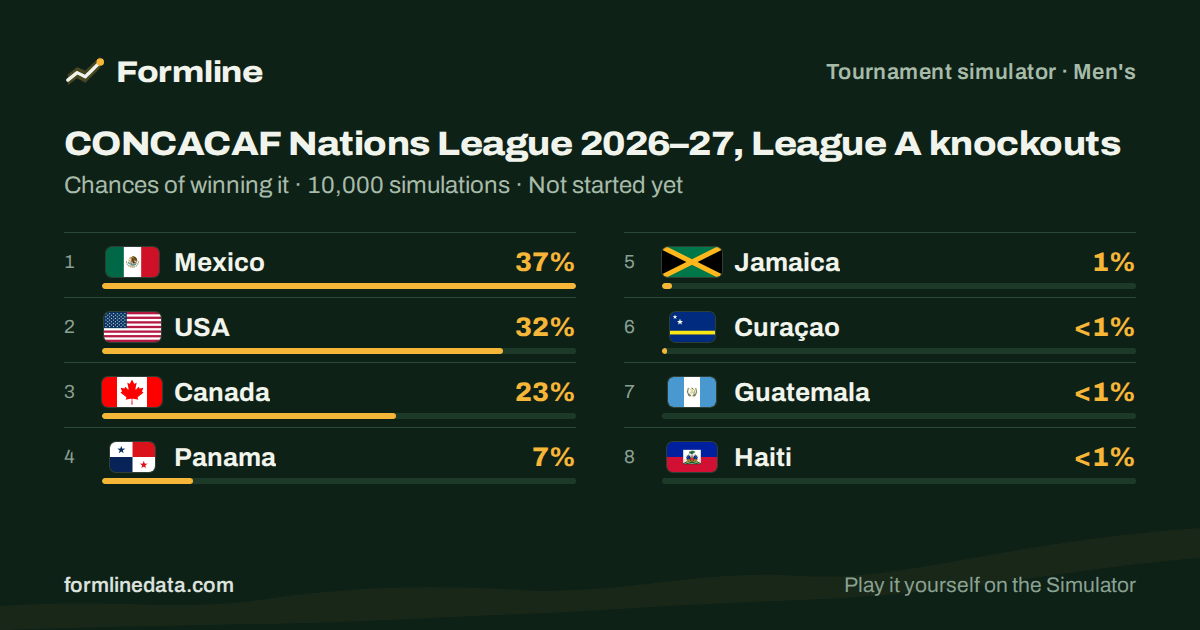 Formline
Tournament simulator · Men's
CONCACAF Nations League 2026–27, League A knockouts
Chances of winning it · 10,000 simulations · Not started yet
1 Mexico 37%
2 USA 32%
3 Canada 23%
4 Panama 7%
5 Jamaica 1%
6 Curaçao <1%
7 Guatemala <1%
8 Haiti <1%
formlinedata.com
Play it yourself on the Simulator